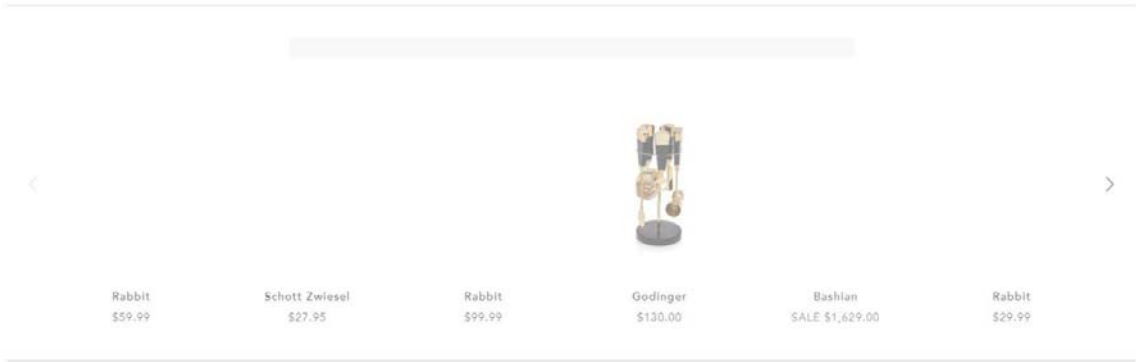 Rabbit
$59.99
Schott Zwiesel
$27.95
Rabbit
$99.99
Godinger
$130.00
Bashian
SALE $1,629.00
Rabbit
$29.99